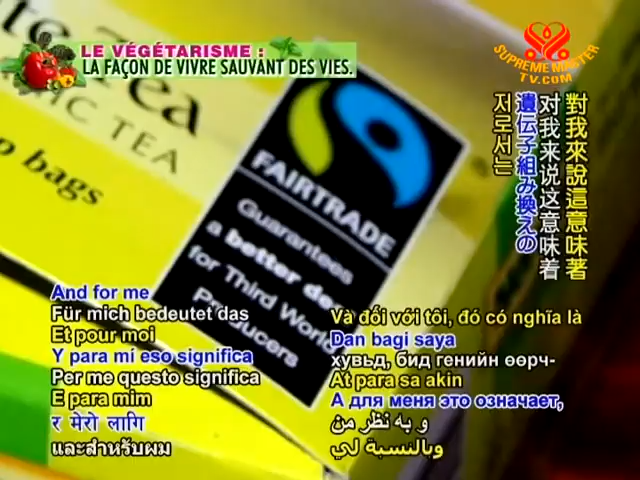 LE VÉGÉTARISME :
LA FAÇON DE VIVRE SAUVANT DES VIES.
SUPREME MASTER
TV.COM
Tea
TEA
bags
FAIRTRADE
Guarantees
a better
for Third World
Producers
對我來說這意味著
对我来说这意味着
遺伝子組み換えの
저로서는
And for me
Für mich bedeutet das
Et pour moi
Y para mí eso significa
Per me questo significa
E para mim
र मेरो लागि
และสำหรับผม
Và đối với tôi, đó có nghĩa là
Dan bagi saya
хувьд, бид генийн өөрч-
At para sa akin
А для меня это означает,
و به نظر من
وبالنسبة لي